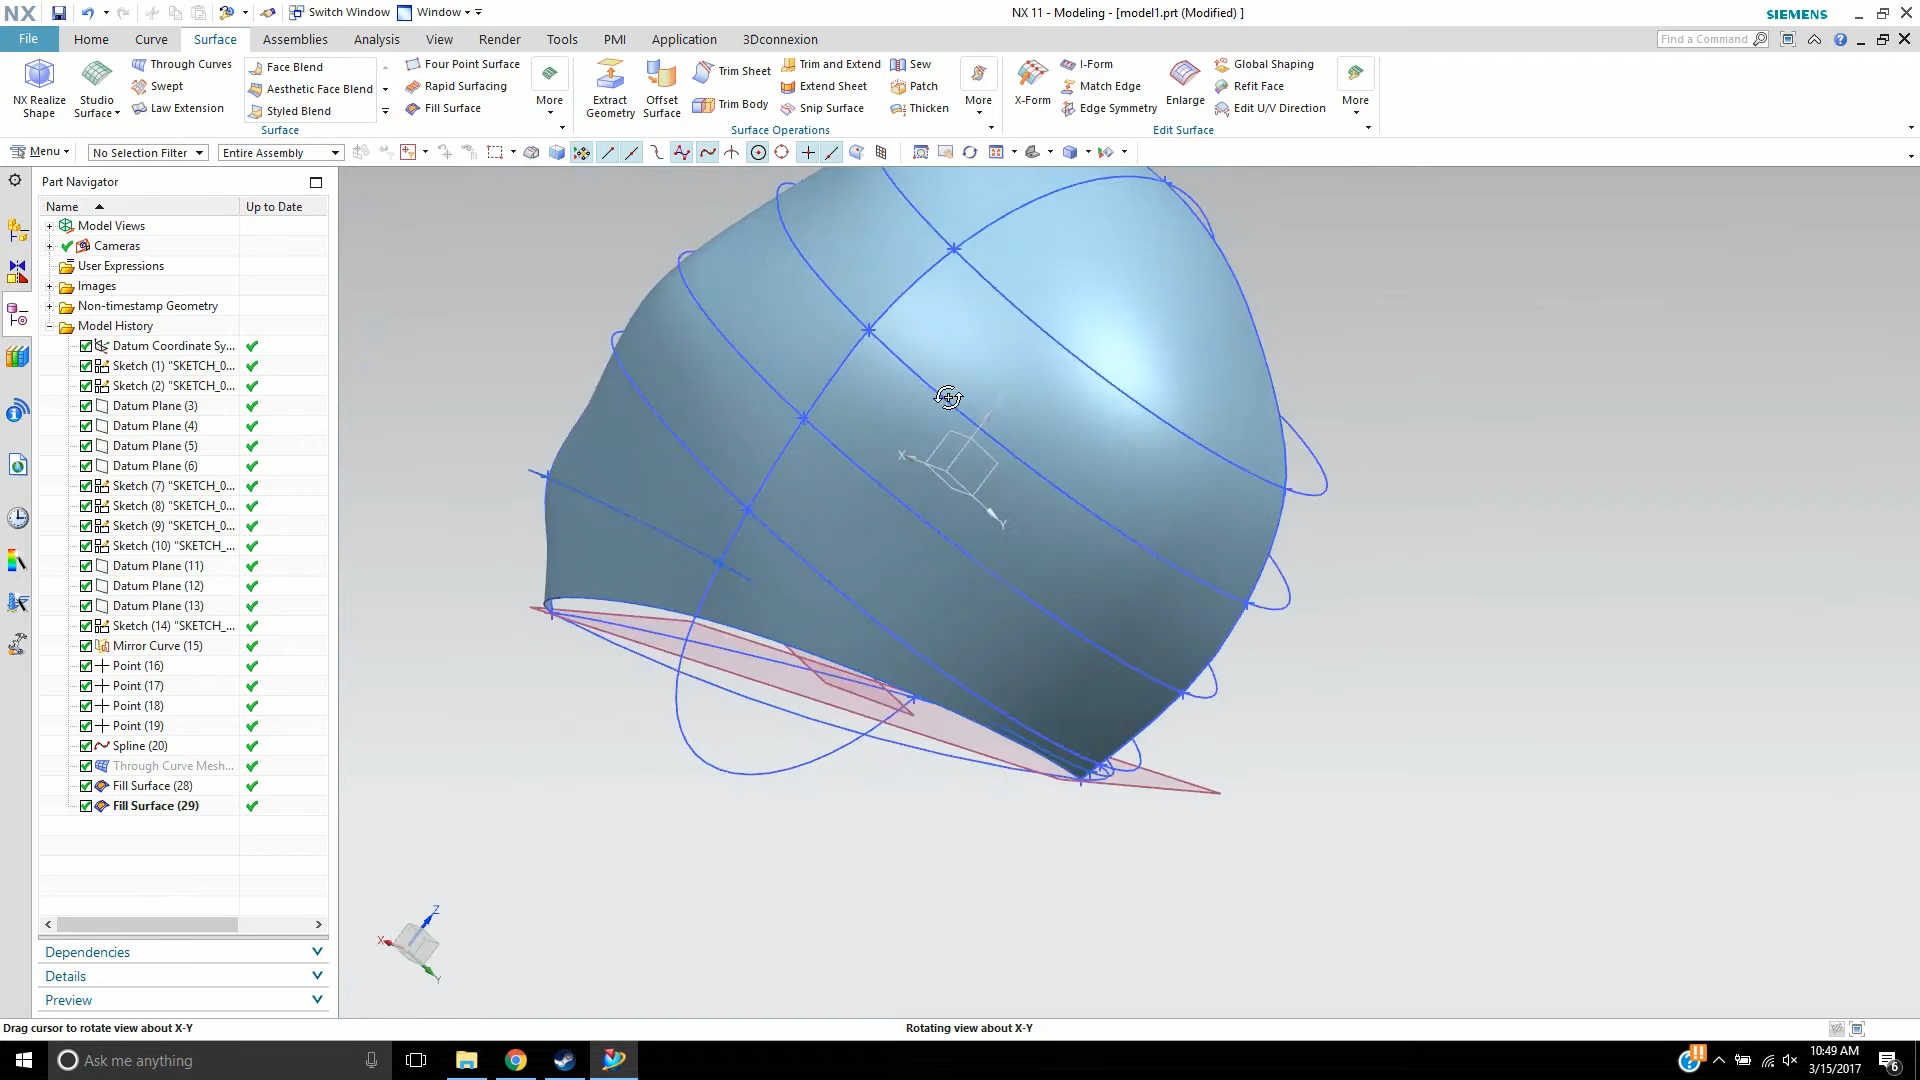 NX Switch Window Window NX 11 - Modeling - [model1.prt (Modified) ] SIEMENS
File Home Curve Surface Assemblies Analysis View Render Tools PMI Application 3Dconnexion Find a Command
NX Realize Shape
Studio Surface
Through Curves
Swept
Law Extension
Face Blend
Aesthetic Face Blend
Styled Blend
Four Point Surface
Rapid Surfacing
Fill Surface
More
Surface
Extract Geometry
Offset Surface
Trim Sheet
Trim Body
Trim and Extend
Extend Sheet
Snip Surface
Sew
Patch
Thicken
More
Surface Operations
X-Form
I-Form
Match Edge
Edge Symmetry
Enlarge
Global Shaping
Refit Face
Edit U/V Direction
More
Edit Surface
Menu No Selection Filter Entire Assembly
Part Navigator
Name Up to Date
Model Views
Cameras
User Expressions
Images
Non-timestamp Geometry
Model History
Datum Coordinate Sy...
Sketch (1) "SKETCH_0...
Sketch (2) "SKETCH_0...
Datum Plane (3)
Datum Plane (4)
Datum Plane (5)
Datum Plane (6)
Sketch (7) "SKETCH_0...
Sketch (8) "SKETCH_0...
Sketch (9) "SKETCH_0...
Sketch (10) "SKETCH_...
Datum Plane (11)
Datum Plane (12)
Datum Plane (13)
Sketch (14) "SKETCH_...
Mirror Curve (15)
Point (16)
Point (17)
Point (18)
Point (19)
Spline (20)
Through Curve Mesh...
Fill Surface (28)
Fill Surface (29)
X
Y
Z
X
Y
Dependencies
Details
Preview
Drag cursor to rotate view about X-Y Rotating view about X-Y
Ask me anything
10:49 AM
3/15/2017
6